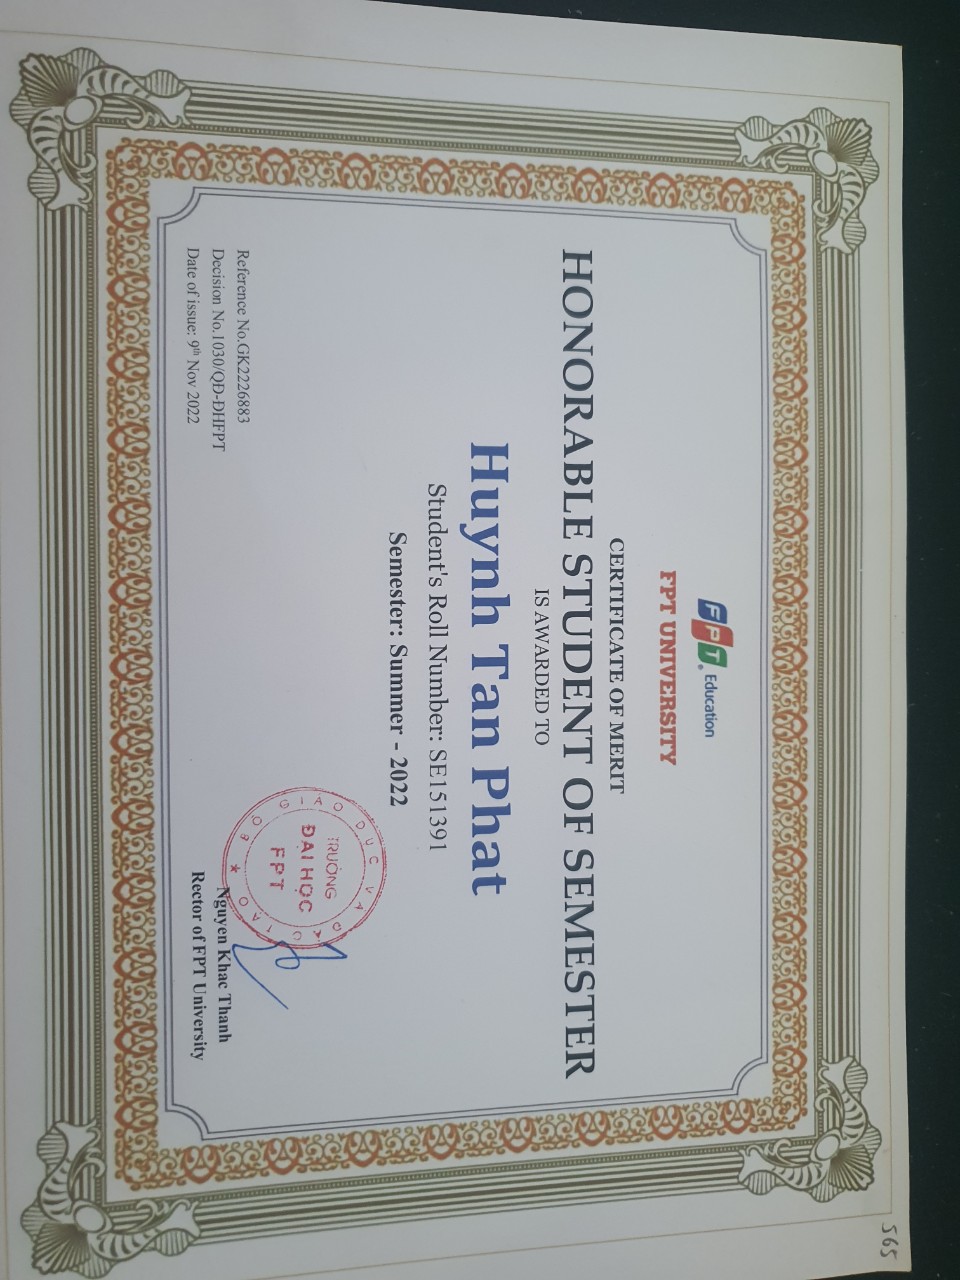 565
FPT Education
FPT UNIVERSITY
CERTIFICATE OF MERIT
HONORABLE STUDENT OF SEMESTER
IS AWARDED TO
Huynh Tan Phat
Student's Roll Number: SE151391
Semester: Summer - 2022
BỘ GIÁO DỤC VÀ ĐÀO TẠO
TRƯỜNG
ĐẠI HỌC
FPT
Reference No.GK2226883
Decision No.1030/QĐ-ĐHFPT
Date of issue: 9th Nov 2022
Nguyen Khac Thanh
Rector of FPT University